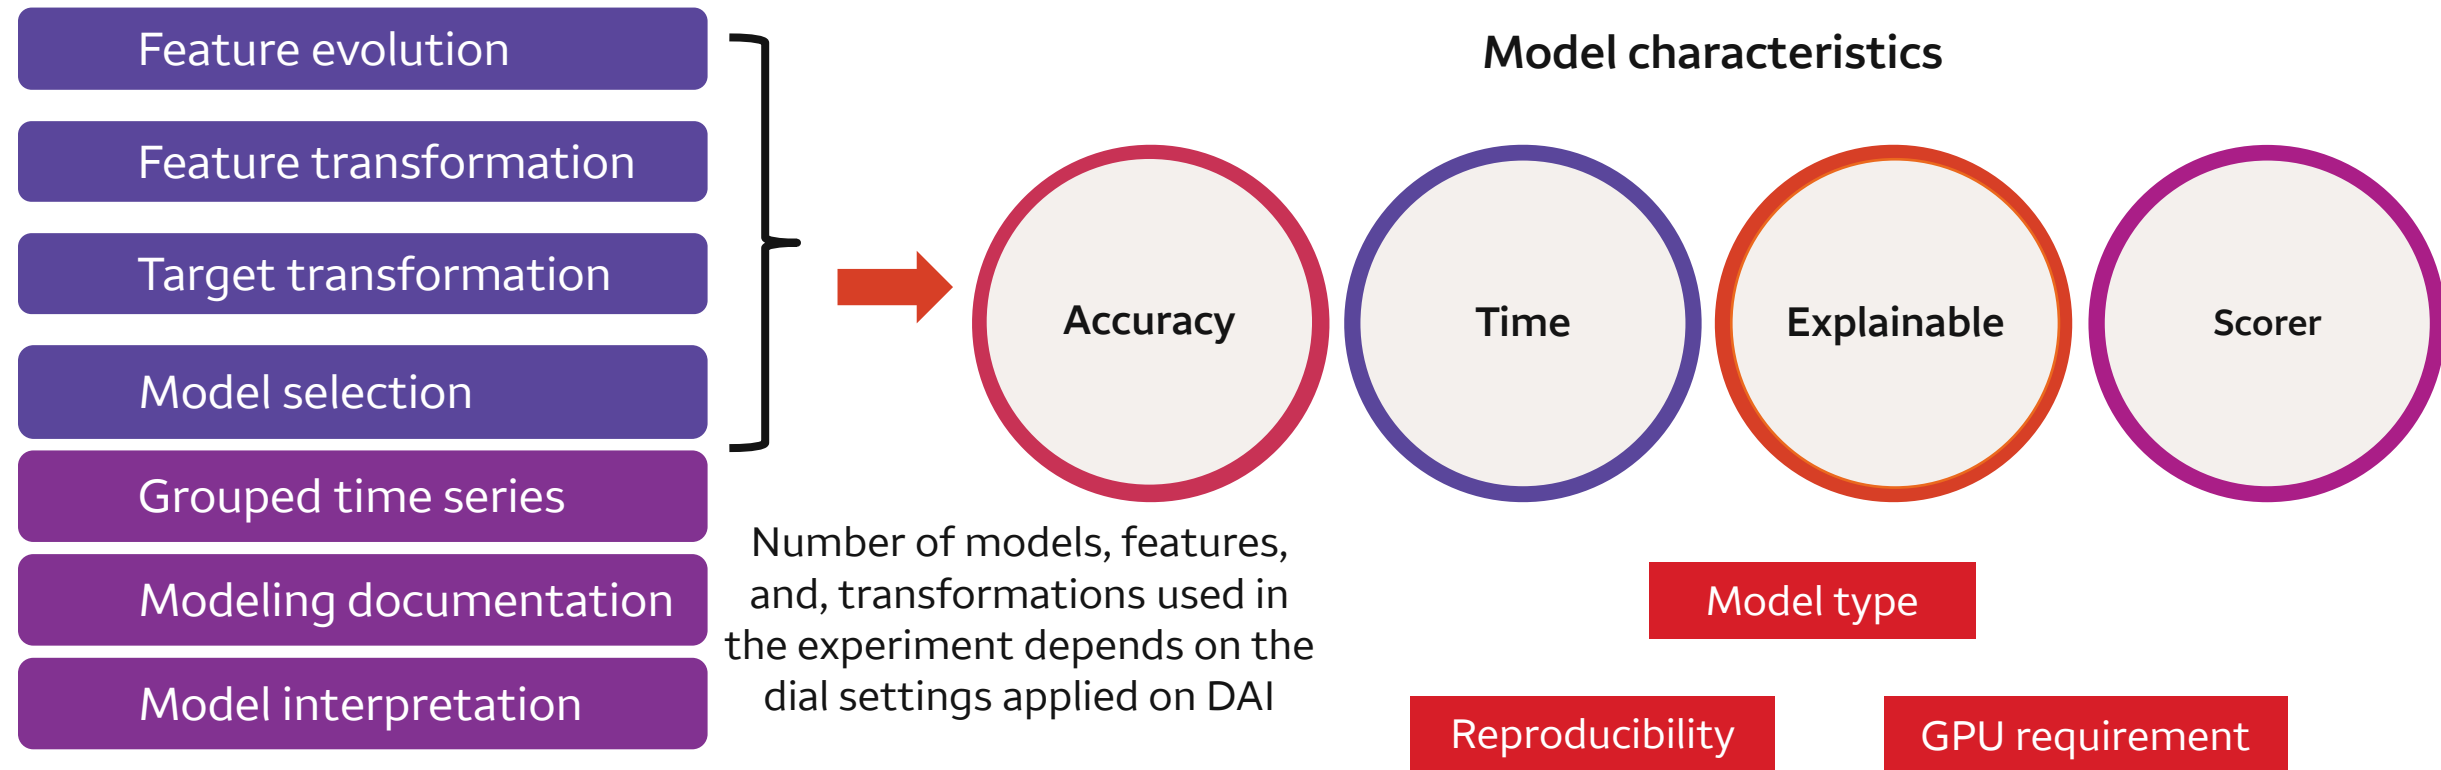 Feature evolution
Feature transformation
Target transformation
Model selection
Grouped time series
Modeling documentation
Model interpretation
Number of models, features,
and, transformations used in
the experiment depends on the
dial settings applied on DAI
Model characteristics
Accuracy
Time
Explainable
Scorer
Model type
Reproducibility
GPU requirement